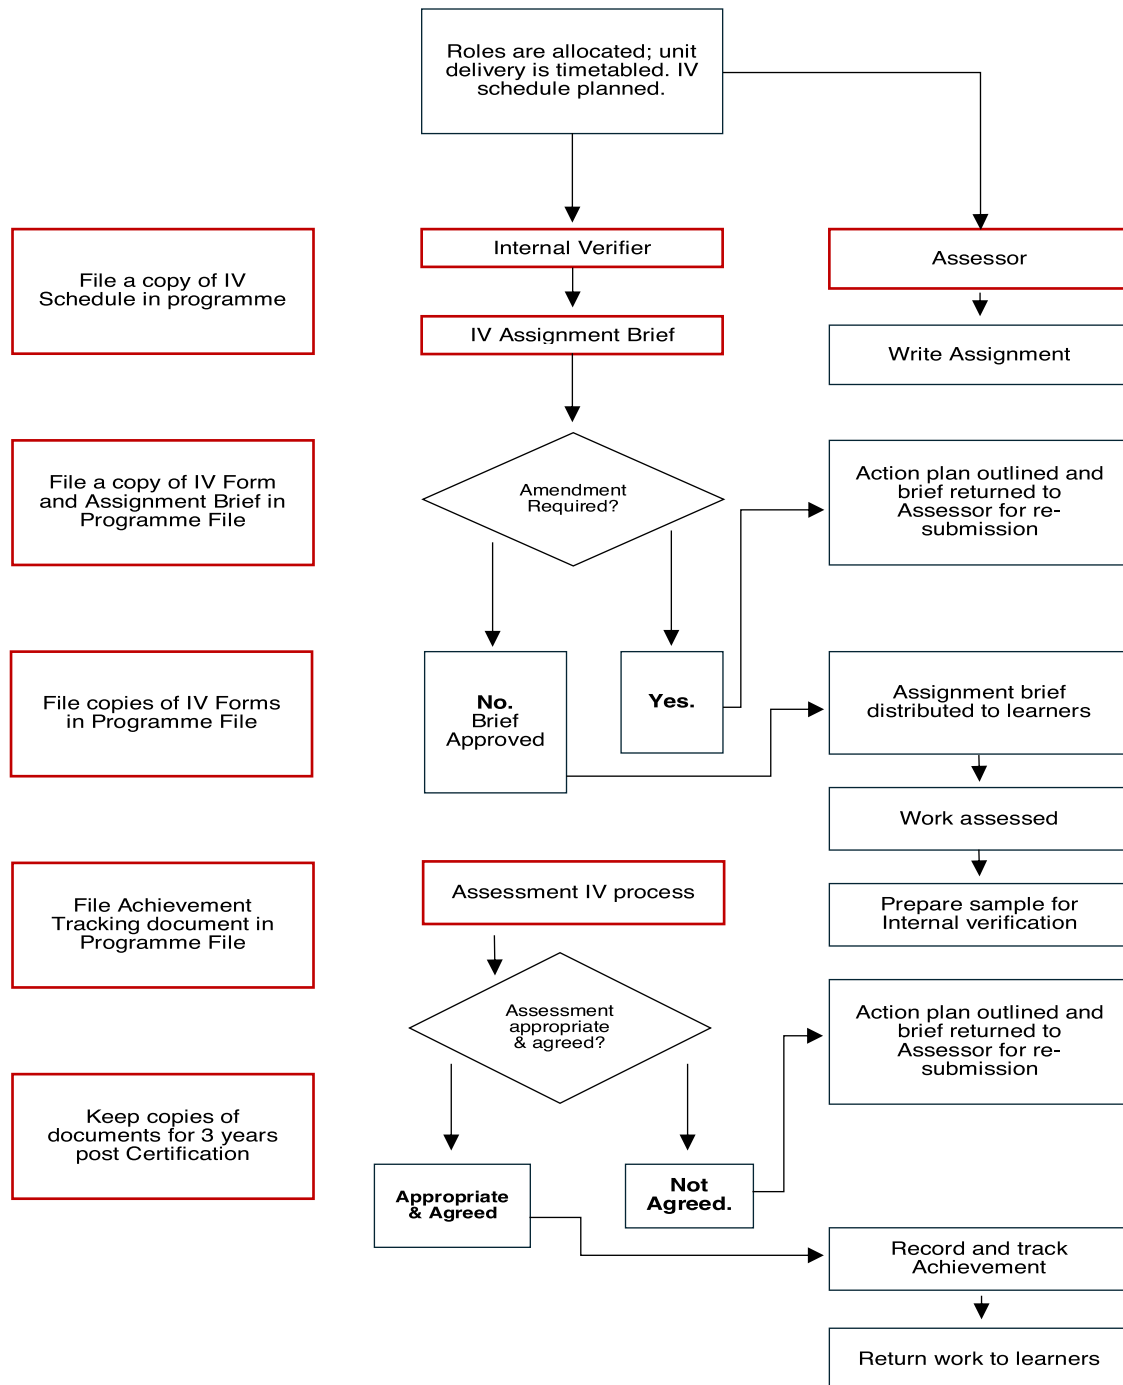 Roles are allocated; unit
delivery is timetabled. IV
schedule planned.
File a copy of IV
Schedule in programme
Internal Verifier
Assessor
IV Assignment Brief
Write Assignment
File a copy of IV Form
and Assignment Brief in
Programme File
Amendment
Required?
Action plan outlined and
brief returned to
Assessor for re-
submission
File copies of IV Forms
in Programme File
No.
Brief
Approved
Yes.
Assignment brief
distributed to learners
Work assessed
File Achievement
Tracking document in
Programme File
Assessment IV process
Prepare sample for
Internal verification
Assessment
appropriate
& agreed?
Action plan outlined and
brief returned to
Assessor for re-
submission
Keep copies of
documents for 3 years
post Certification
Appropriate
& Agreed
Not
Agreed.
Record and track
Achievement
Return work to learners